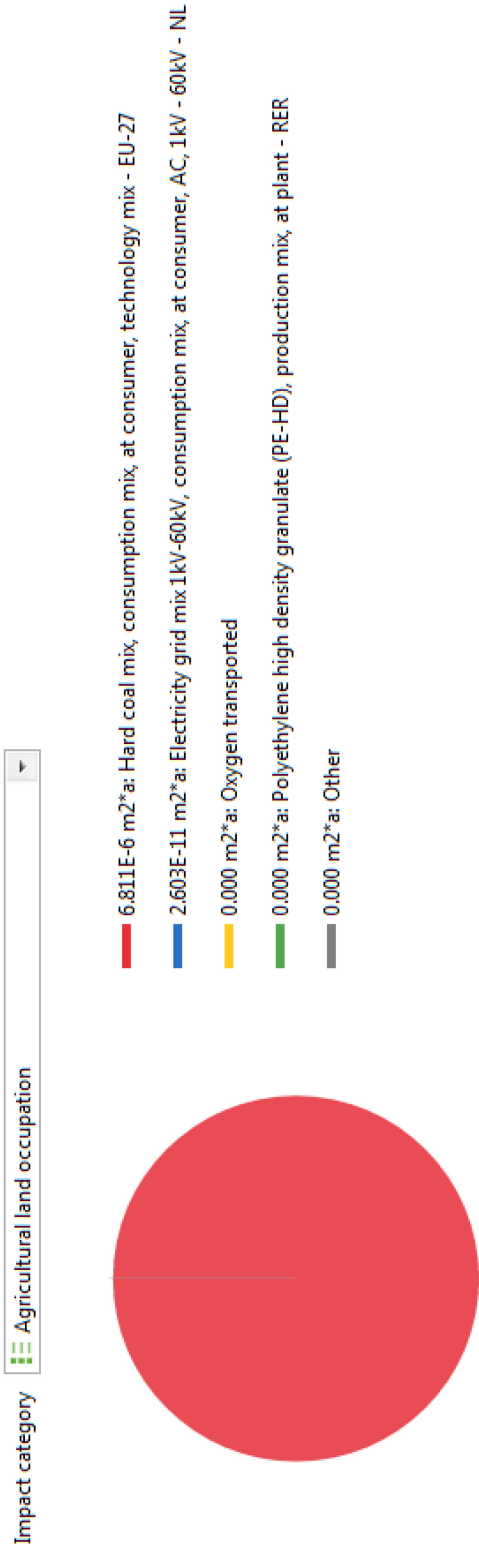 Impact category
Agricultural land occupation
6.811E-6 m2*a: Hard coal mix, consumption mix, at consumer, technology mix - EU-27
2.603E-11 m2*a: Electricity grid mix 1kV-60kV, consumption mix, at consumer, AC, 1kV - 60kV - NL
0.000 m2*a: Oxygen transported
0.000 m2*a: Polyethylene high density granulate (PE-HD), production mix, at plant - RER
0.000 m2*a: Other